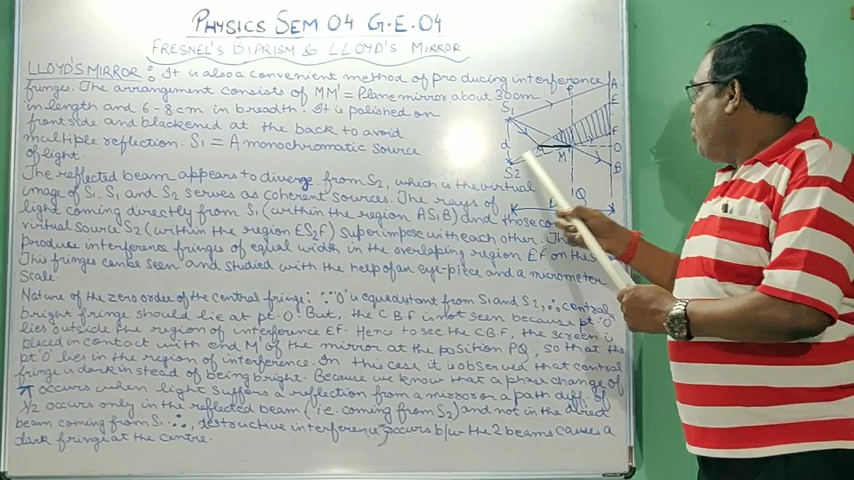 PHYSICS SEM 04 G.E.04
FRESNEL'S BIPRISM & LLOYD'S MIRROR
LLOYD'S MIRROR: It is also a convenient method of producing interference
fringes. The arrangement consists of MM' = Plane mirror about 30cm
in length and 6-8cm in breadth. It is polished on
front side and blackened at the back to avoid
multiple reflection. S1 = A monochromatic source
of light.
The reflected beam appears to diverge from S2, which is the virtual
image of S1. S1 and S2 serves as coherent sources. The rays of
light coming directly from S1 (within the region AS1B) and those
virtual source S2 (within the region ES2F) superimpose with each other.
produce interference fringes of equal width in the overlaping region EF on the
This fringes can be seen and studied with the help of an eye-piece and a micrometer
scale.
Nature of the zero order of the central fringe: ∵ 'O' is equidistant from S1 and S2, ∴ central
bright fringe should lie at pt. O'. But, the C.B.F is not seen because pt. 'O'
lies outside the region of interference EF. Hence to see the C.B.F, the screen is
placed in contact with end M' of the mirror at the position PQ, so that the
pt 'O' lies in the region of interference. In this case it is observed that central
fringe is dark instead of being bright. Because we know that a phase change of
π occurs when light suffers a reflection from a mirror or a path diff. of
λ/2 occurs only in the reflected beam (i.e. coming from S2) and not in the direct
beam coming from S1. ∴, destructive interference occurs b/w the 2 beams causes a
dark fringe at the centre.
P
A
E
S1
F
d
M
M'
O
B
S2
Q